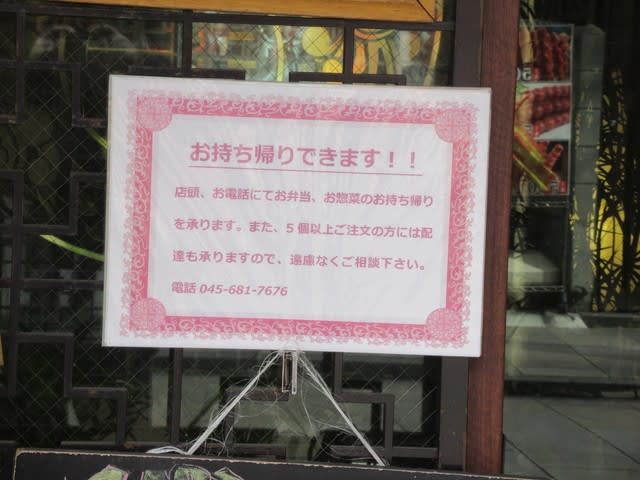 お持ち帰りできます！！
店頭、お電話にてお弁当、お惣菜のお持ち帰り
を承ります。また、5個以上ご注文の方には配
達も承りますので、遠慮なくご相談下さい。
電話 045-681-7676